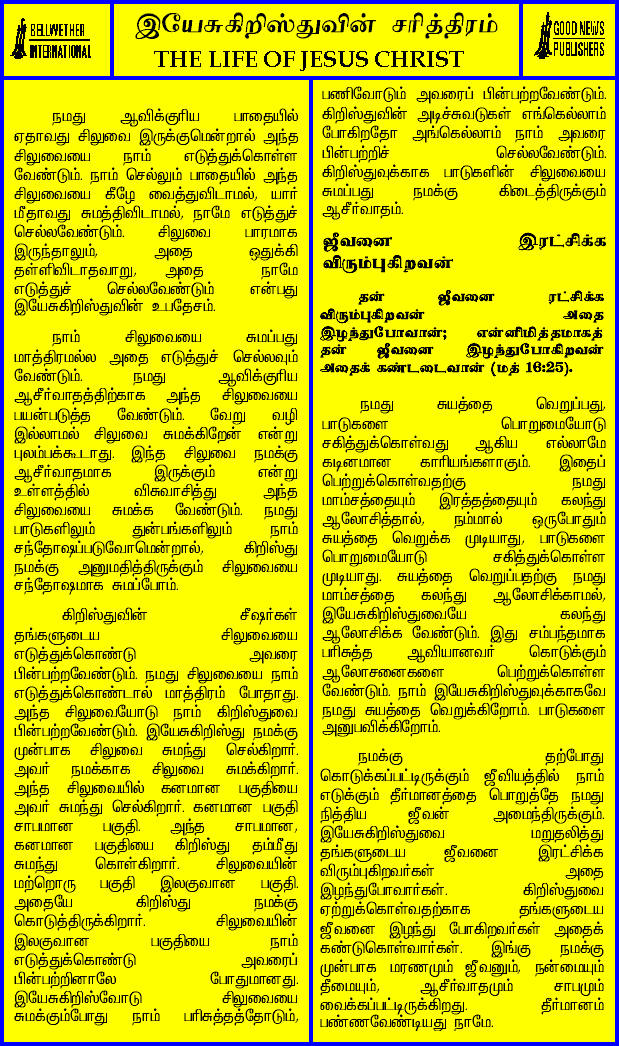 BELLWETHER
INTERNATIONAL
இயேசுகிறிஸ்துவின் சரித்திரம்
THE LIFE OF JESUS CHRIST
GOOD NEWS
PUBLISHERS
நமது ஆவிக்குரிய பாதையில்
ஏதாவது சிலுவை இருக்குமென்றால் அந்த
சிலுவையை நாம் எடுத்துக்கொள்ள
வேண்டும். நாம் செல்லும் பாதையில் அந்த
சிலுவையை கீழே வைத்துவிடாமல், யார்
மீதாவது சுமத்திவிடாமல், நாமே எடுத்துச்
செல்லவேண்டும். சிலுவை பாரமாக
இருந்தாலும், அதை ஒதுக்கி
தள்ளிவிடாதவாறு, அதை நாமே
எடுத்துச் செல்லவேண்டும் என்பது
இயேசுகிறிஸ்துவின் உபதேசம்.
நாம் சிலுவையை சுமப்பது
மாத்திரமல்ல அதை எடுத்துச் செல்லவும்
வேண்டும். நமது ஆவிக்குரிய
ஆசீர்வாதத்திற்காக அந்த சிலுவையை
பயன்படுத்த வேண்டும். வேறு வழி
இல்லாமல் சிலுவை சுமக்கிறேன் என்று
புலம்பக்கூடாது. இந்த சிலுவை நமக்கு
ஆசீர்வாதமாக இருக்கும் என்று
உள்ளத்தில் விசுவாசித்து அந்த
சிலுவையை சுமக்க வேண்டும். நமது
பாடுகளிலும் துன்பங்களிலும் நாம்
சந்தோஷப்படுவோமென்றால், கிறிஸ்து
நமக்கு அனுமதித்திருக்கும் சிலுவையை
சந்தோஷமாக சுமப்போம்.
கிறிஸ்துவின் சீஷர்கள்
தங்களுடைய சிலுவையை
எடுத்துக்கொண்டு அவரை
பின்பற்றவேண்டும். நமது சிலுவையை நாம்
எடுத்துக்கொண்டால் மாத்திரம் போதாது.
அந்த சிலுவையோடு நாம் கிறிஸ்துவை
பின்பற்றவேண்டும். இயேசுகிறிஸ்து நமக்கு
முன்பாக சிலுவை சுமந்து செல்கிறார்.
அவர் நமக்காக சிலுவை சுமக்கிறார்.
அந்த சிலுவையில் கனமான பகுதியை
அவர் சுமந்து செல்கிறார். கனமான பகுதி
சாபமான பகுதி. அந்த சாபமான,
கனமான பகுதியை கிறிஸ்து தம்மீது
சுமந்து கொள்கிறார். சிலுவையின்
மற்றொரு பகுதி இலகுவான பகுதி.
அதையே கிறிஸ்து நமக்கு
கொடுத்திருக்கிறார். சிலுவையின்
இலகுவான பகுதியை நாம்
எடுத்துக்கொண்டு அவரைப்
பின்பற்றினாலே போதுமானது.
இயேசுகிறிஸ்வோடு சிலுவையை
சுமக்கும்போது நாம் பரிசுத்தத்தோடும்,
பணிவோடும் அவரைப் பின்பற்றவேண்டும்.
கிறிஸ்துவின் அடிச்சுவடுகள் எங்கெல்லாம்
போகிறதோ அங்கெல்லாம் நாம் அவரை
பின்பற்றிச் செல்லவேண்டும்.
கிறிஸ்துவுக்காக பாடுகளின் சிலுவையை
சுமப்பது நமக்கு கிடைத்திருக்கும்
ஆசீர்வாதம்.
ஜீவனை இரட்சிக்க
விரும்புகிறவன்
தன் ஜீவனை ரட்சிக்க
விரும்புகிறவன் அதை
இழந்துபோவான்; என்னிமித்தமாகத்
தன் ஜீவனை இழந்துபோகிறவன்
அதைக் கண்டடைவான் (மத் 16:25).
நமது சுயத்தை வெறுப்பது,
பாடுகளை பொறுமையோடு
சகித்துக்கொள்வது ஆகிய எல்லாமே
கடினமான காரியங்களாகும். இதைப்
பெற்றுக்கொள்வதற்கு நமது
மாம்சத்தையும் இரத்தத்தையும் கலந்து
ஆலோசித்தால், நம்மால் ஒருபோதும்
சுயத்தை வெறுக்க முடியாது, பாடுகளை
பொறுமையோடு சகித்துக்கொள்ள
முடியாது. சுயத்தை வெறுப்பதற்கு நமது
மாம்சத்தை கலந்து ஆலோசிக்காமல்,
இயேசுகிறிஸ்துவையே கலந்து
ஆலோசிக்க வேண்டும். இது சம்பந்தமாக
பரிசுத்த ஆவியானவர் கொடுக்கும்
ஆலோசனைகளை பெற்றுக்கொள்ள
வேண்டும். நாம் இயேசுகிறிஸ்துவுக்காகவே
நமது சுயத்தை வெறுக்கிறோம். பாடுகளை
அனுபவிக்கிறோம்.
நமக்கு தற்போது
கொடுக்கப்பட்டிருக்கும் ஜீவியத்தில் நாம்
எடுக்கும் தீர்மானத்தை பொறுத்தே நமது
நித்திய ஜீவன் அமைந்திருக்கும்.
இயேசுகிறிஸ்துவை மறுதலித்து
தங்களுடைய ஜீவனை இரட்சிக்க
விரும்புகிறவர்கள் அதை
இழந்துபோவார்கள். கிறிஸ்துவை
ஏற்றுக்கொள்வதற்காக தங்களுடைய
ஜீவனை இழந்து போகிறவர்கள் அதைக்
கண்டுகொள்வார்கள். இங்கு நமக்கு
முன்பாக மரணமும் ஜீவனும், நன்மையும்
தீமையும், ஆசீர்வாதமும் சாபமும்
வைக்கப்பட்டிருக்கிறது. தீர்மானம்
பண்ணவேண்டியது நாமே.